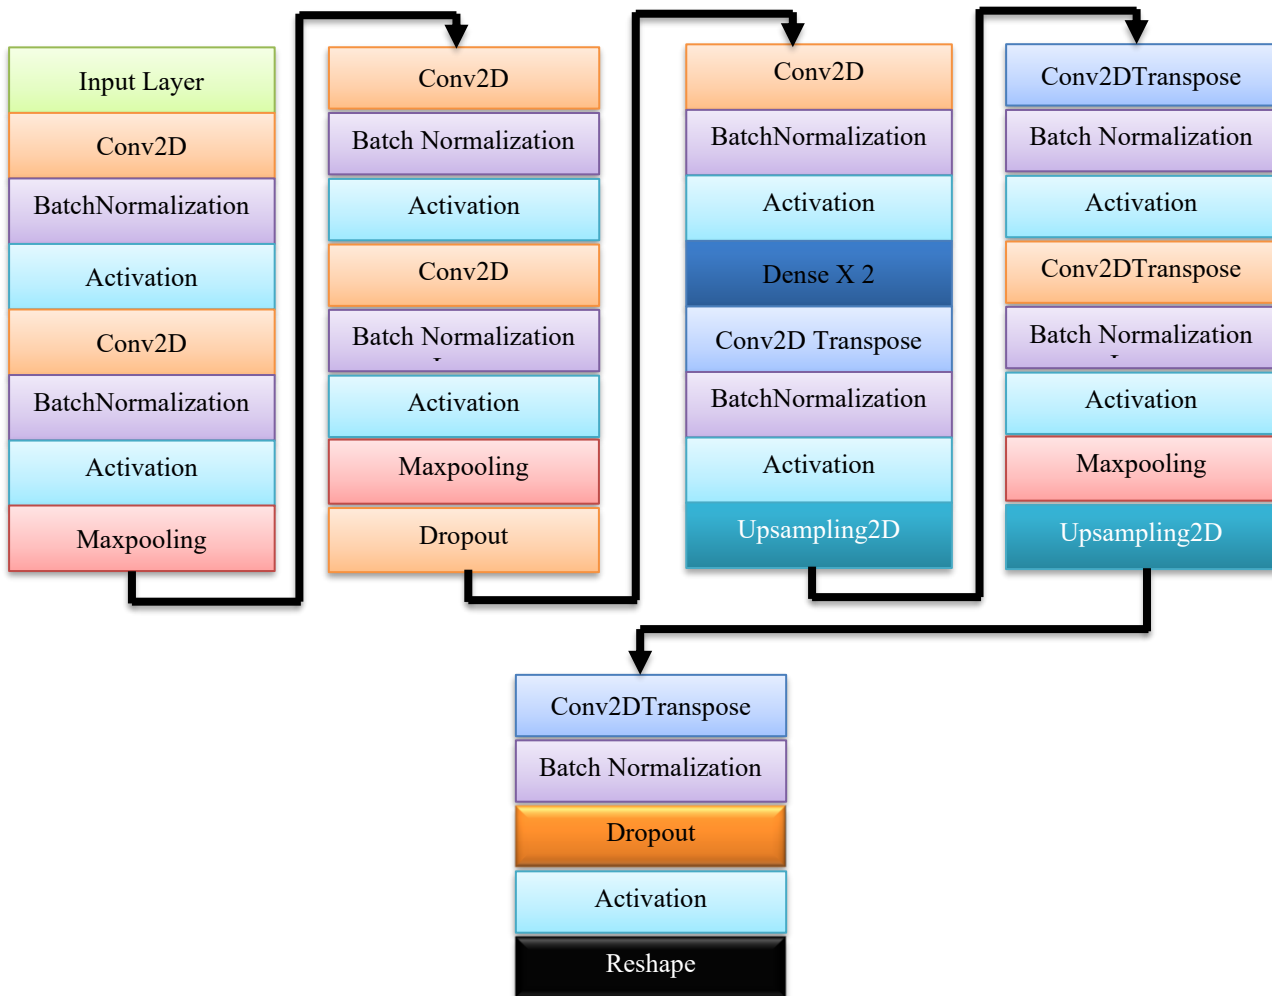 Input Layer
Conv2D
BatchNormalization
Activation
Conv2D
BatchNormalization
Activation
Maxpooling
Conv2D
Batch Normalization
Activation
Conv2D
Batch Normalization
Activation
Maxpooling
Dropout
Conv2D
BatchNormalization
Activation
Dense X 2
Conv2D Transpose
BatchNormalization
Activation
Upsampling2D
Conv2DTranspose
Batch Normalization
Activation
Conv2DTranspose
Batch Normalization
Activation
Maxpooling
Upsampling2D
Conv2DTranspose
Batch Normalization
Dropout
Activation
Reshape